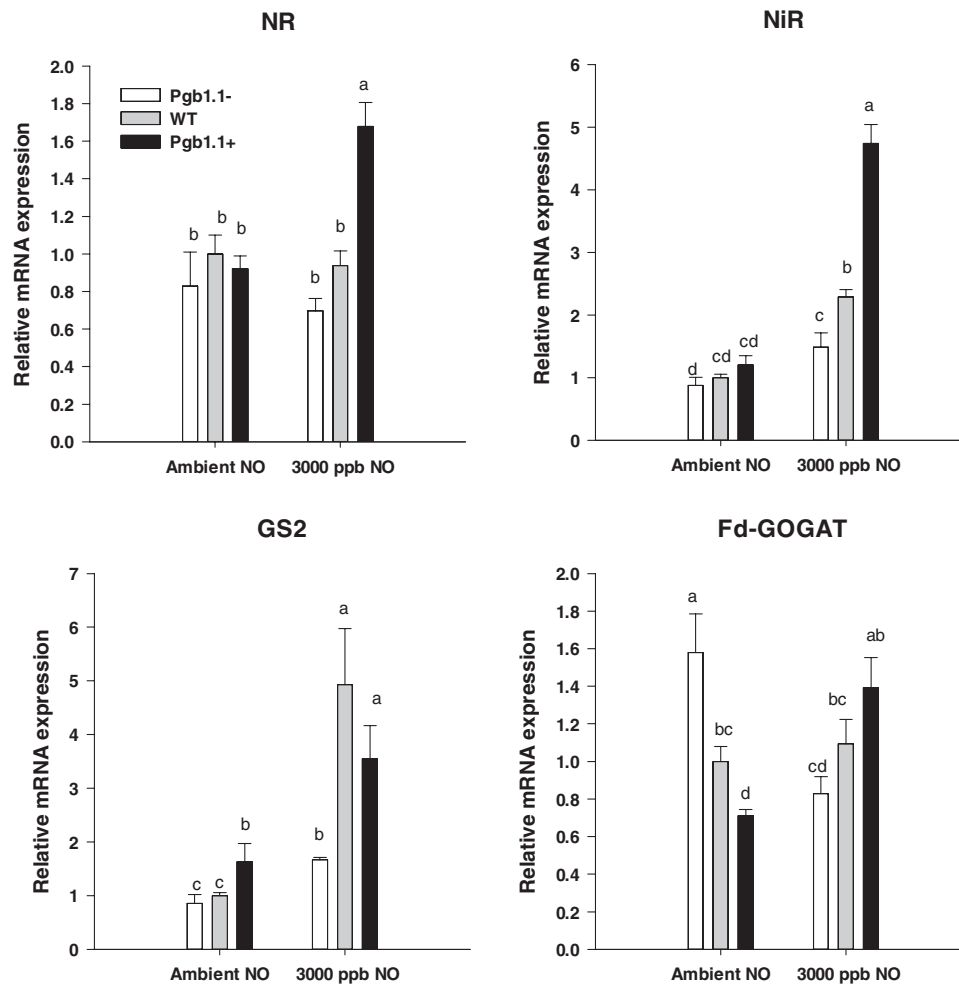 NR
Relative mRNA expression
2.0
1.8
1.6
1.4
1.2
1.0
0.8
0.6
0.4
0.2
0.0
Pgb1.1-
WT
Pgb1.1+
b
b
b
b
b
a
Ambient NO
3000 ppb NO
NiR
Relative mRNA expression
6
5
4
3
2
1
0
d
cd
cd
c
b
a
Ambient NO
3000 ppb NO
GS2
Relative mRNA expression
7
6
5
4
3
2
1
0
c
c
b
b
a
a
Ambient NO
3000 ppb NO
Fd-GOGAT
Relative mRNA expression
2.0
1.8
1.6
1.4
1.2
1.0
0.8
0.6
0.4
0.2
0.0
a
bc
d
cd
bc
ab
Ambient NO
3000 ppb NO